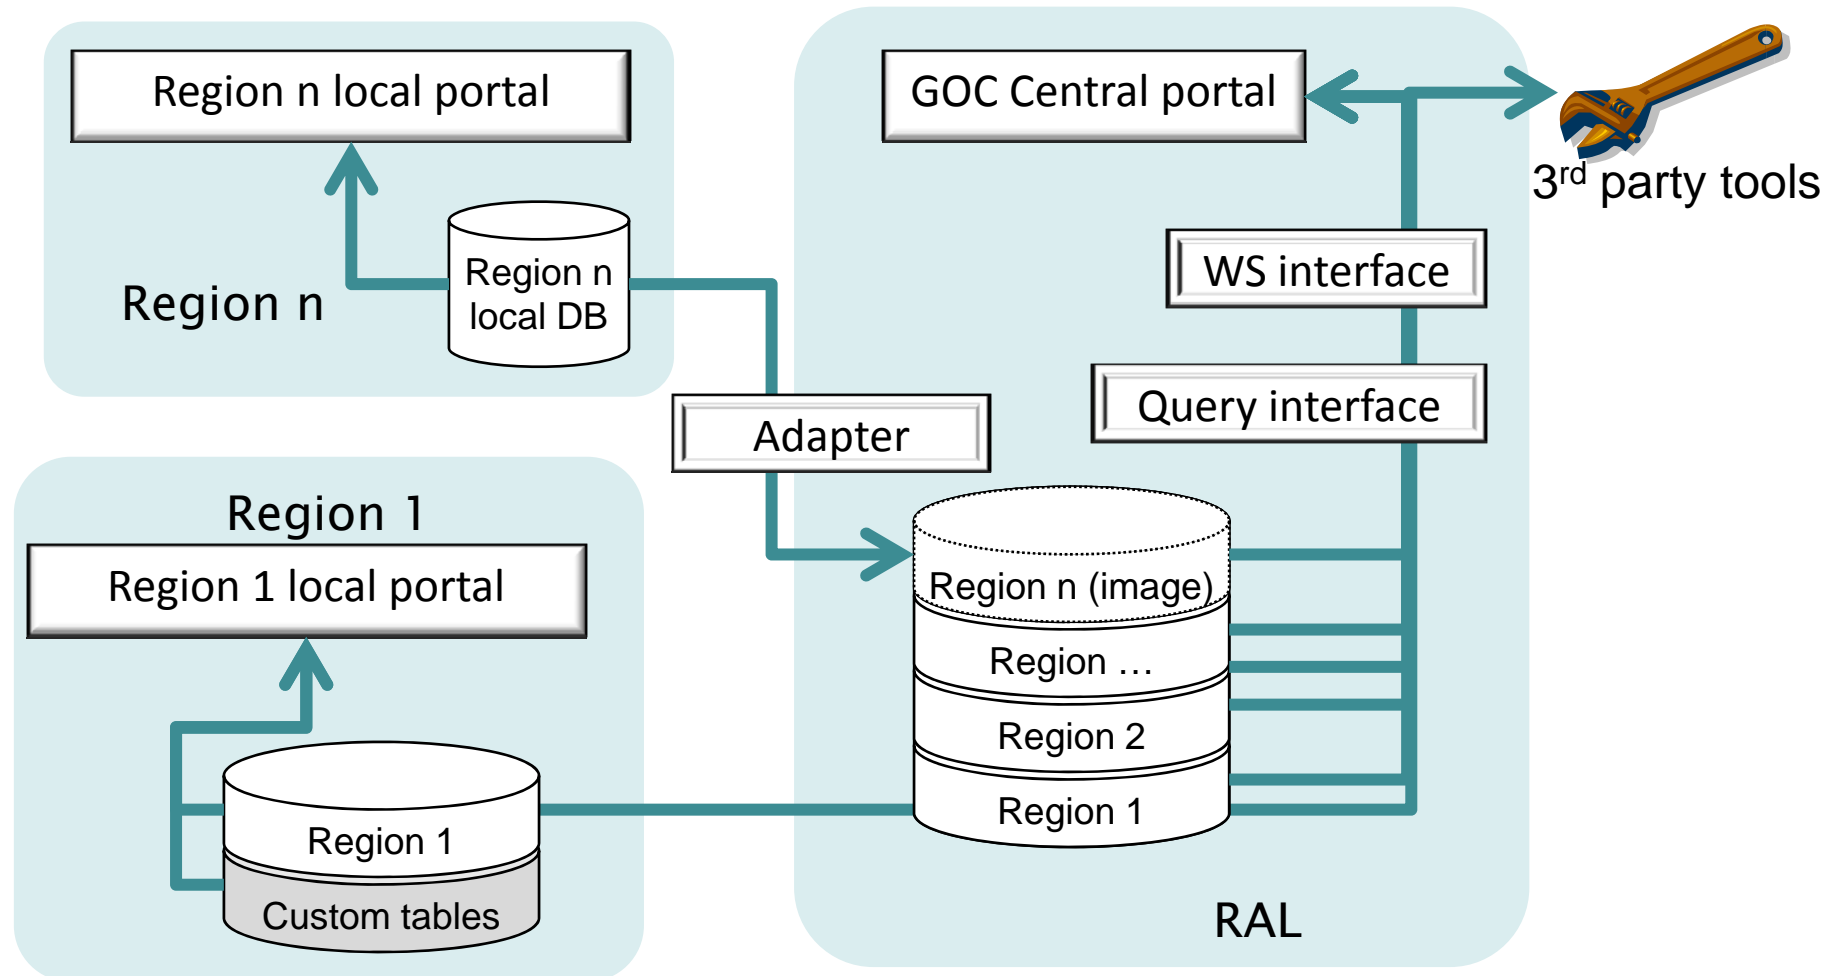 Region n local portal
Region n
local DB
Region n
Region 1
Region 1 local portal
Region 1
Custom tables
Adapter
GOC Central portal
3rd party tools
WS interface
Query interface
Region n (image)
Region …
Region 2
Region 1
RAL